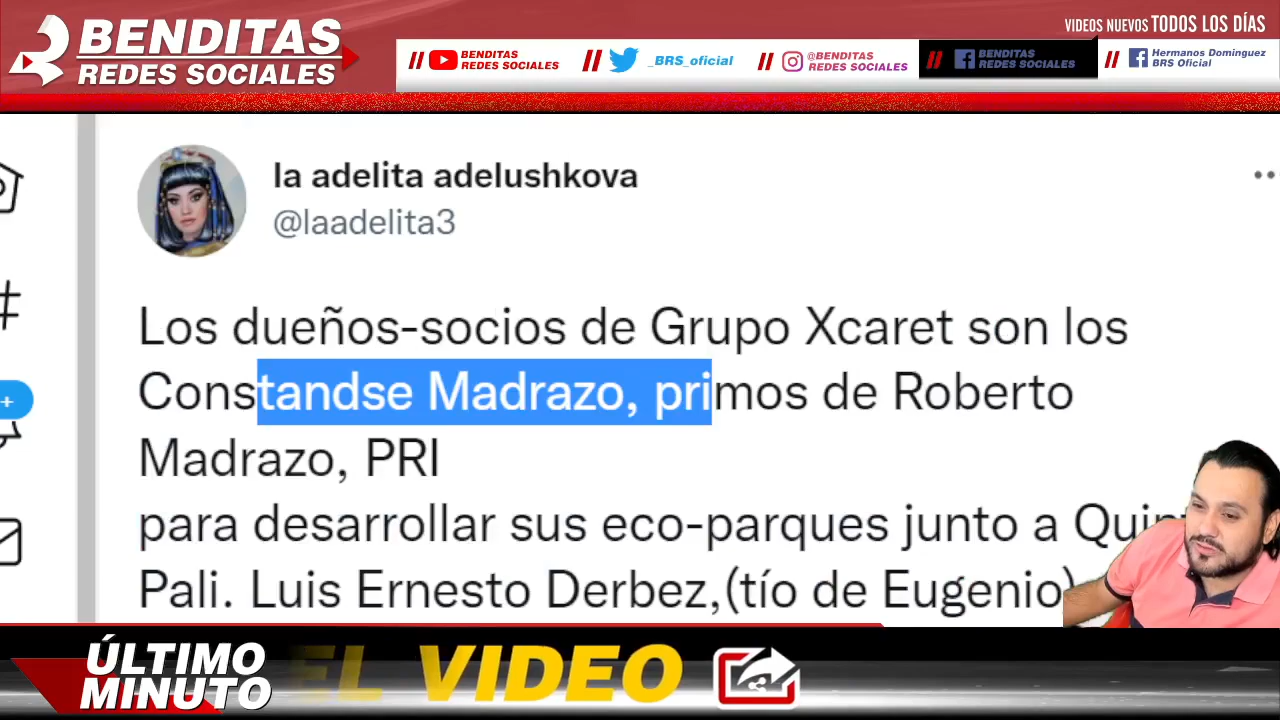 BENDITAS
REDES SOCIALES
VIDEOS NUEVOS TODOS LOS DÍAS
// BENDITAS REDES SOCIALES
// _BRS_oficial
// @BENDITAS REDES SOCIALES
// BENDITAS REDES SOCIALES
// Hermanos Dominguez BRS Oficial
la adelita adelushkova
@laadelita3
Los dueños-socios de Grupo Xcaret son los
Constandse Madrazo, primos de Roberto
Madrazo, PRI
para desarrollar sus eco-parques junto a
Pali. Luis Ernesto Derbez,(tío de Eugenio)
ÚLTIMO
MINUTO
EL VIDEO